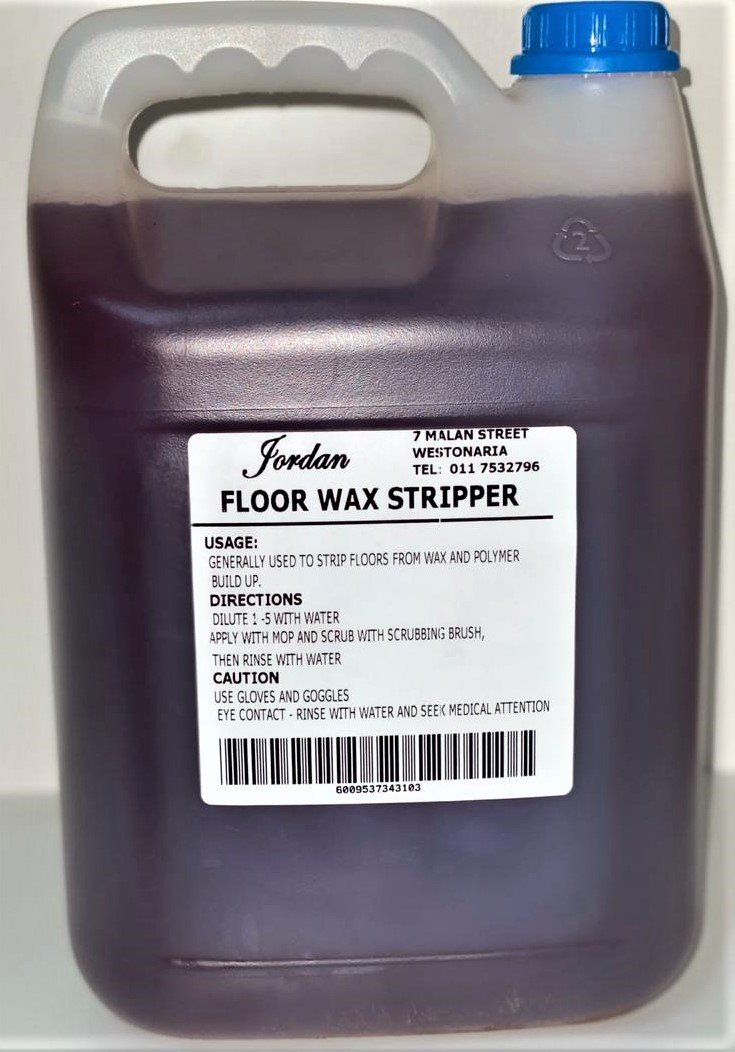 2
Jordan
7 MALAN STREET
WESTONARIA
TEL: 011 7532796
FLOOR WAX STRIPPER
USAGE:
GENERALLY USED TO STRIP FLOORS FROM WAX AND POLYMER
BUILD UP.
DIRECTIONS
DILUTE 1 -5 WITH WATER
APPLY WITH MOP AND SCRUB WITH SCRUBBING BRUSH,
THEN RINSE WITH WATER
CAUTION
USE GLOVES AND GOGGLES
EYE CONTACT - RINSE WITH WATER AND SEEK MEDICAL ATTENTION
6009537343103